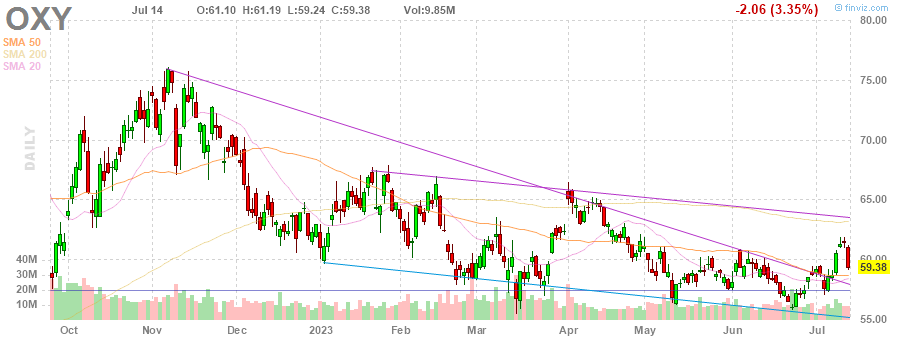 OXY Jul 14 O:61.10 H:61.19 L:59.24 C:59.38 Vol:9.85M -2.06 (3.35%) finviz.com
SMA 50
SMA 200
SMA 20
DAILY
80.00
75.00
70.00
65.00
60.00
59.38
55.00
40M
30M
20M
10M
Oct Nov Dec 2023 Feb Mar Apr May Jun Jul